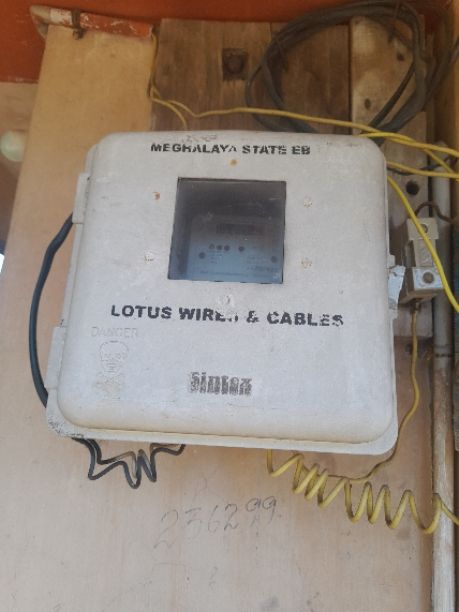 MEGHALAYA STATE EB
LOTUS WIRES & CABLES
DANGER
Sintex
236299